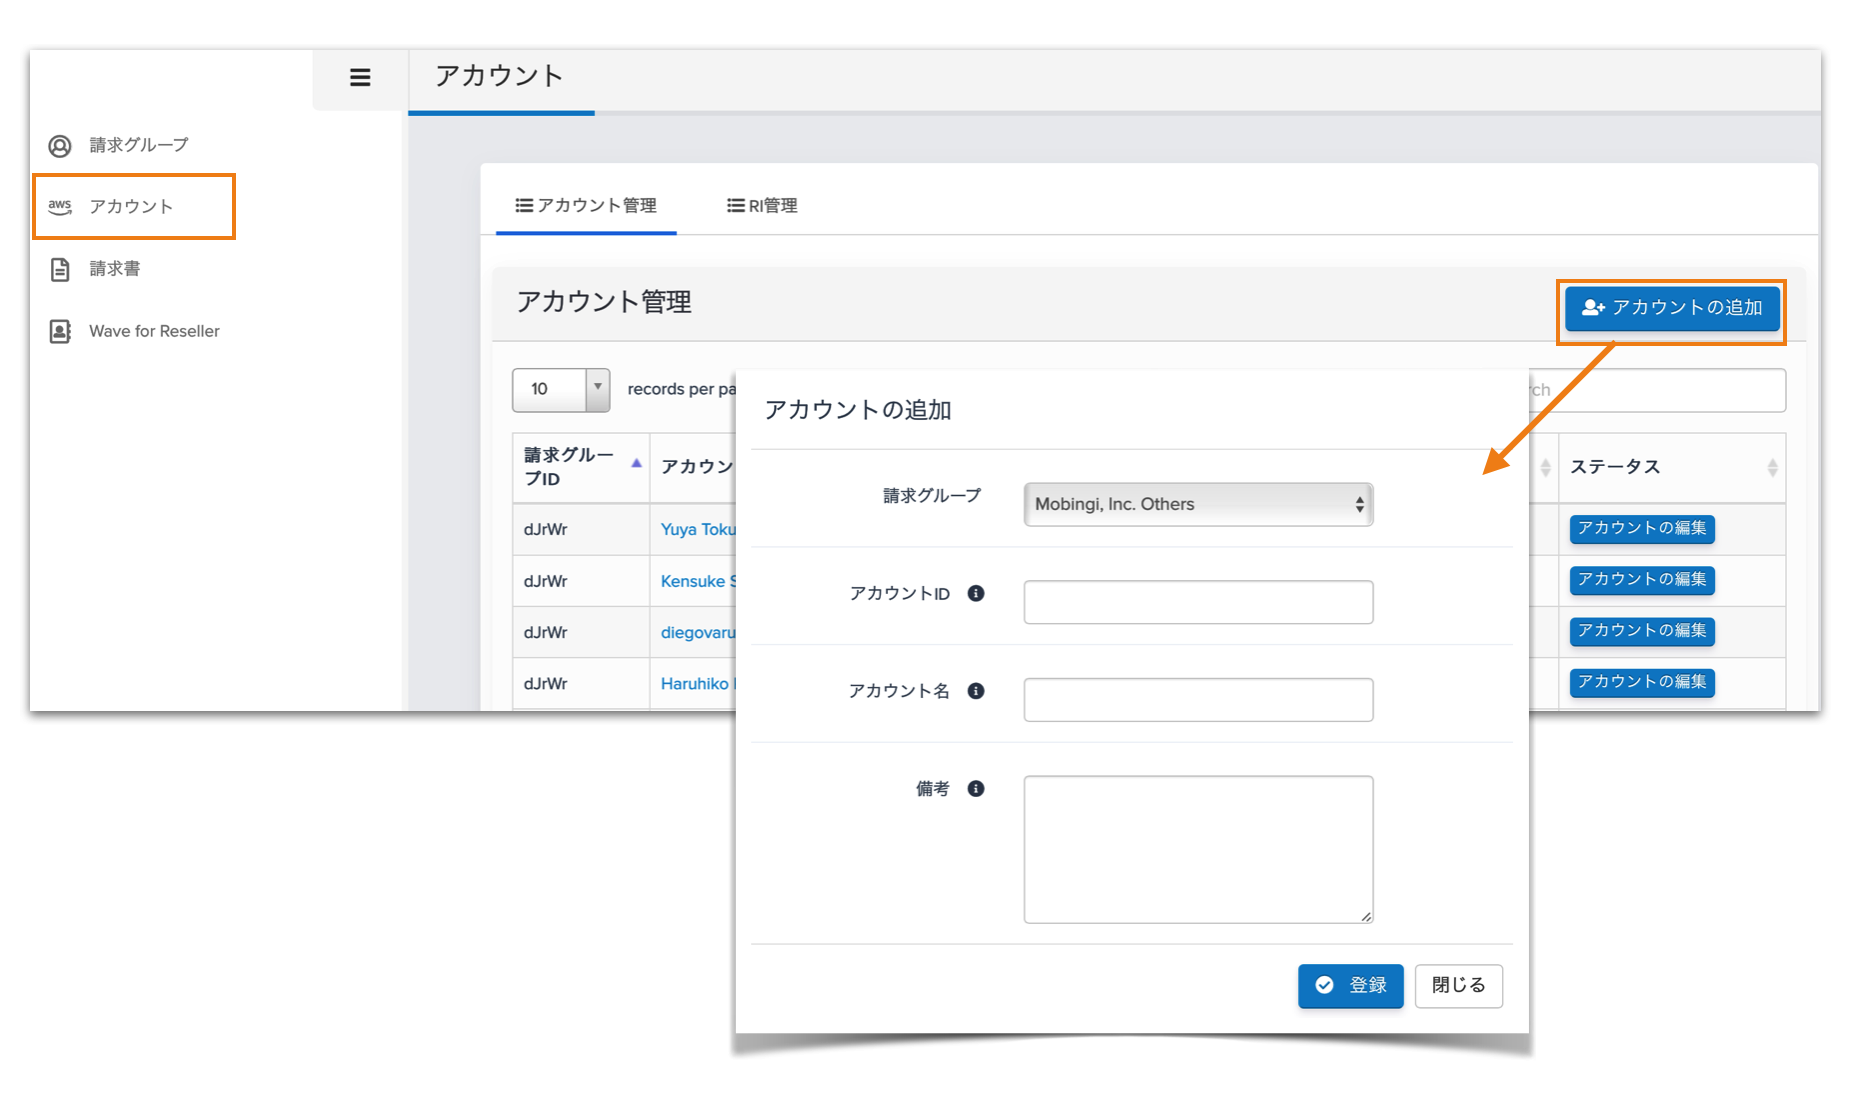 アカウント
請求グループ
aws アカウント
請求書
Wave for Reseller
アカウント管理
RI管理
アカウント管理
アカウントの追加
10
records per pa
rch
請求グルー
プID
アカウン
ステータス
dJrWr
Yuya Toku
アカウントの編集
dJrWr
Kensuke S
アカウントの編集
dJrWr
diegovaru
アカウントの編集
dJrWr
Haruhiko
アカウントの編集
アカウントの追加
請求グループ
Mobingi, Inc. Others
アカウントID
アカウント名
備考
登録
閉じる